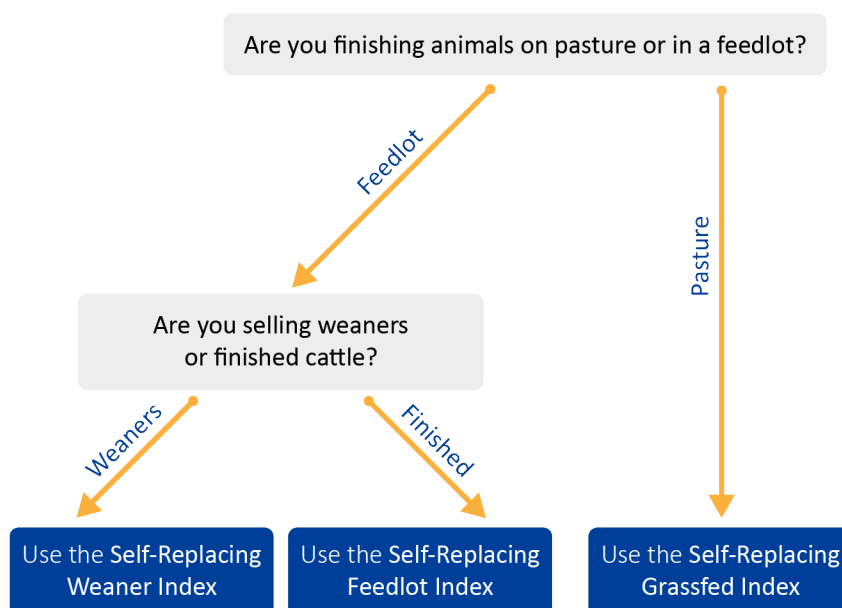 Are you finishing animals on pasture or in a feedlot?
Feedlot
Pasture
Are you selling weaners
or finished cattle?
Weaners
Finished
Use the Self-Replacing
Weaner Index
Use the Self-Replacing
Feedlot Index
Use the Self-Replacing
Grassfed Index